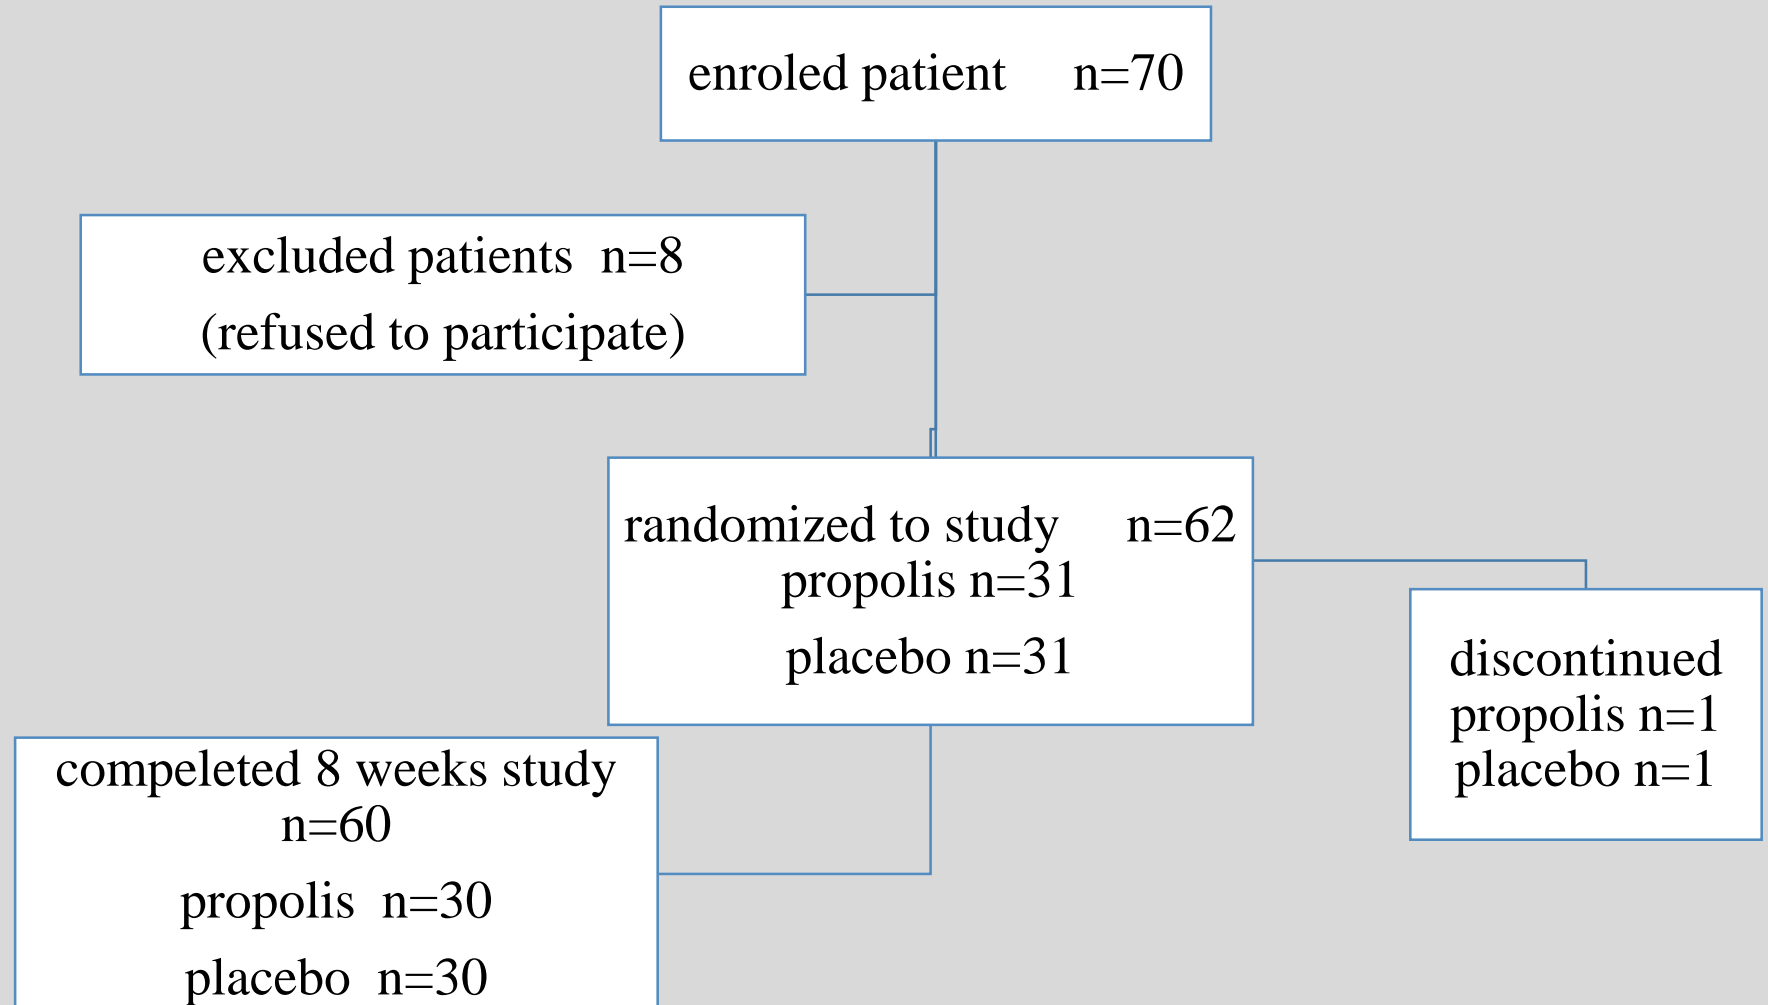 enroled patient n=70
excluded patients n=8
(refused to participate)
randomized to study n=62
propolis n=31
placebo n=31
discontinued
propolis n=1
placebo n=1
compeleted 8 weeks study
n=60
propolis n=30
placebo n=30